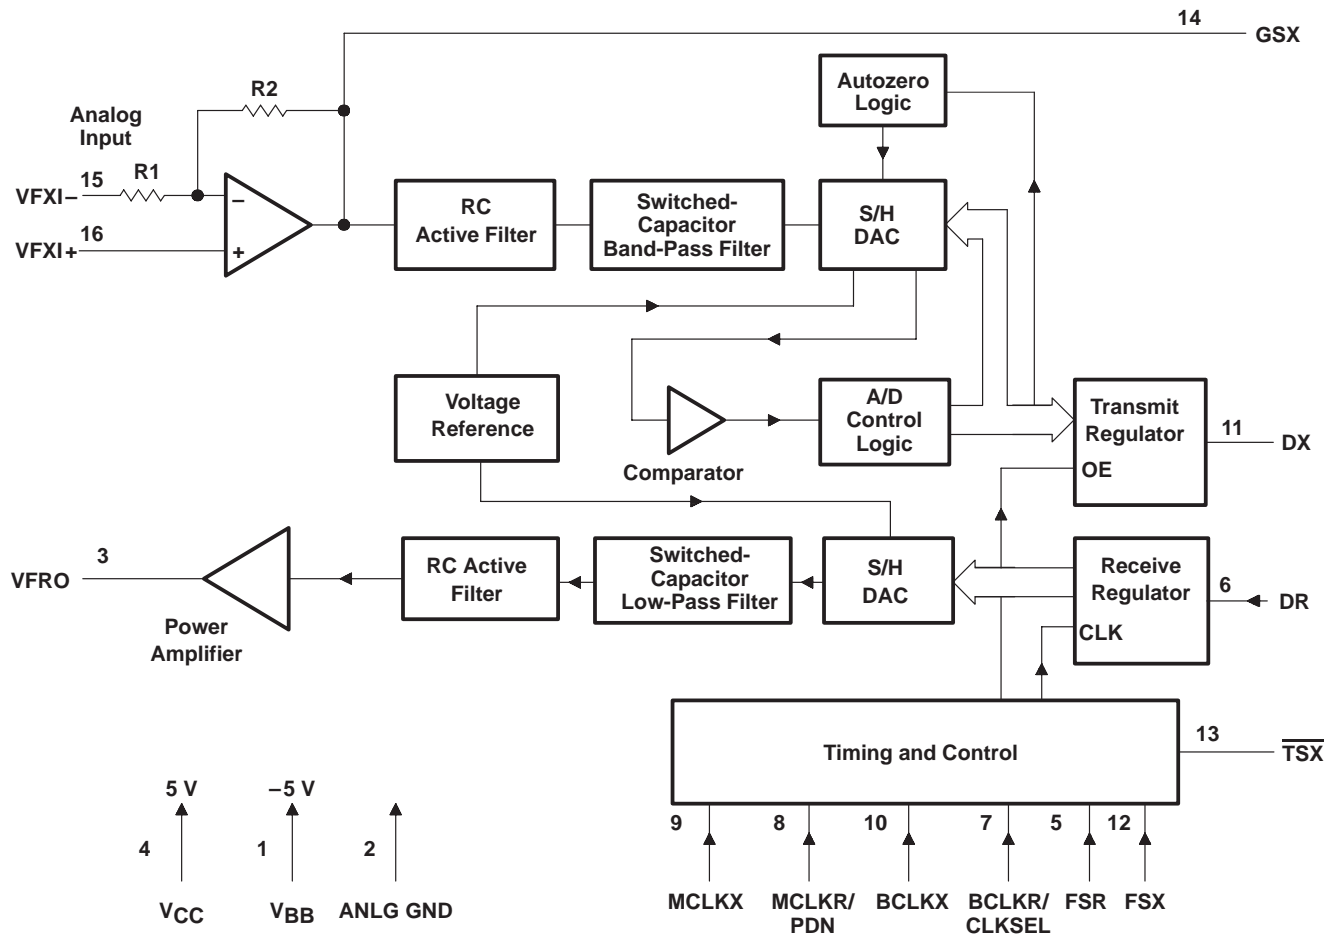 14
GSX
R2
Autozero
Logic
Analog
Input
15
R1
VFXI–
–
16
VFXI+
+
RC
Active Filter
Switched-
Capacitor
Band-Pass Filter
S/H
DAC
Voltage
Reference
Comparator
A/D
Control
Logic
Transmit
Regulator
OE
11
DX
3
VFRO
Power
Amplifier
RC Active
Filter
Switched-
Capacitor
Low-Pass Filter
S/H
DAC
Receive
Regulator
CLK
6
DR
Timing and Control
13
TSX
5 V
–5 V
4
1
2
VCC
VBB
ANLG GND
9
8
10
7
5
12
MCLKX
MCLKR/
PDN
BCLKX
BCLKR/
CLKSEL
FSR
FSX